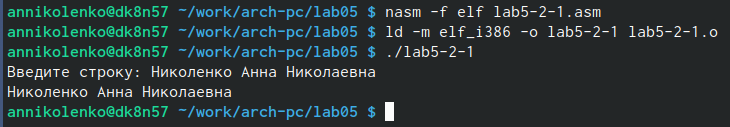 annikolenko@dk8n57 ~/work/arch-pc/lab05 $ nasm -f elf lab5-2-1.asm
annikolenko@dk8n57 ~/work/arch-pc/lab05 $ ld -m elf_i386 -o lab5-2-1 lab5-2-1.o
annikolenko@dk8n57 ~/work/arch-pc/lab05 $ ./lab5-2-1
Введите строку: Николенко Анна Николаевна
Николенко Анна Николаевна
annikolenko@dk8n57 ~/work/arch-pc/lab05 $